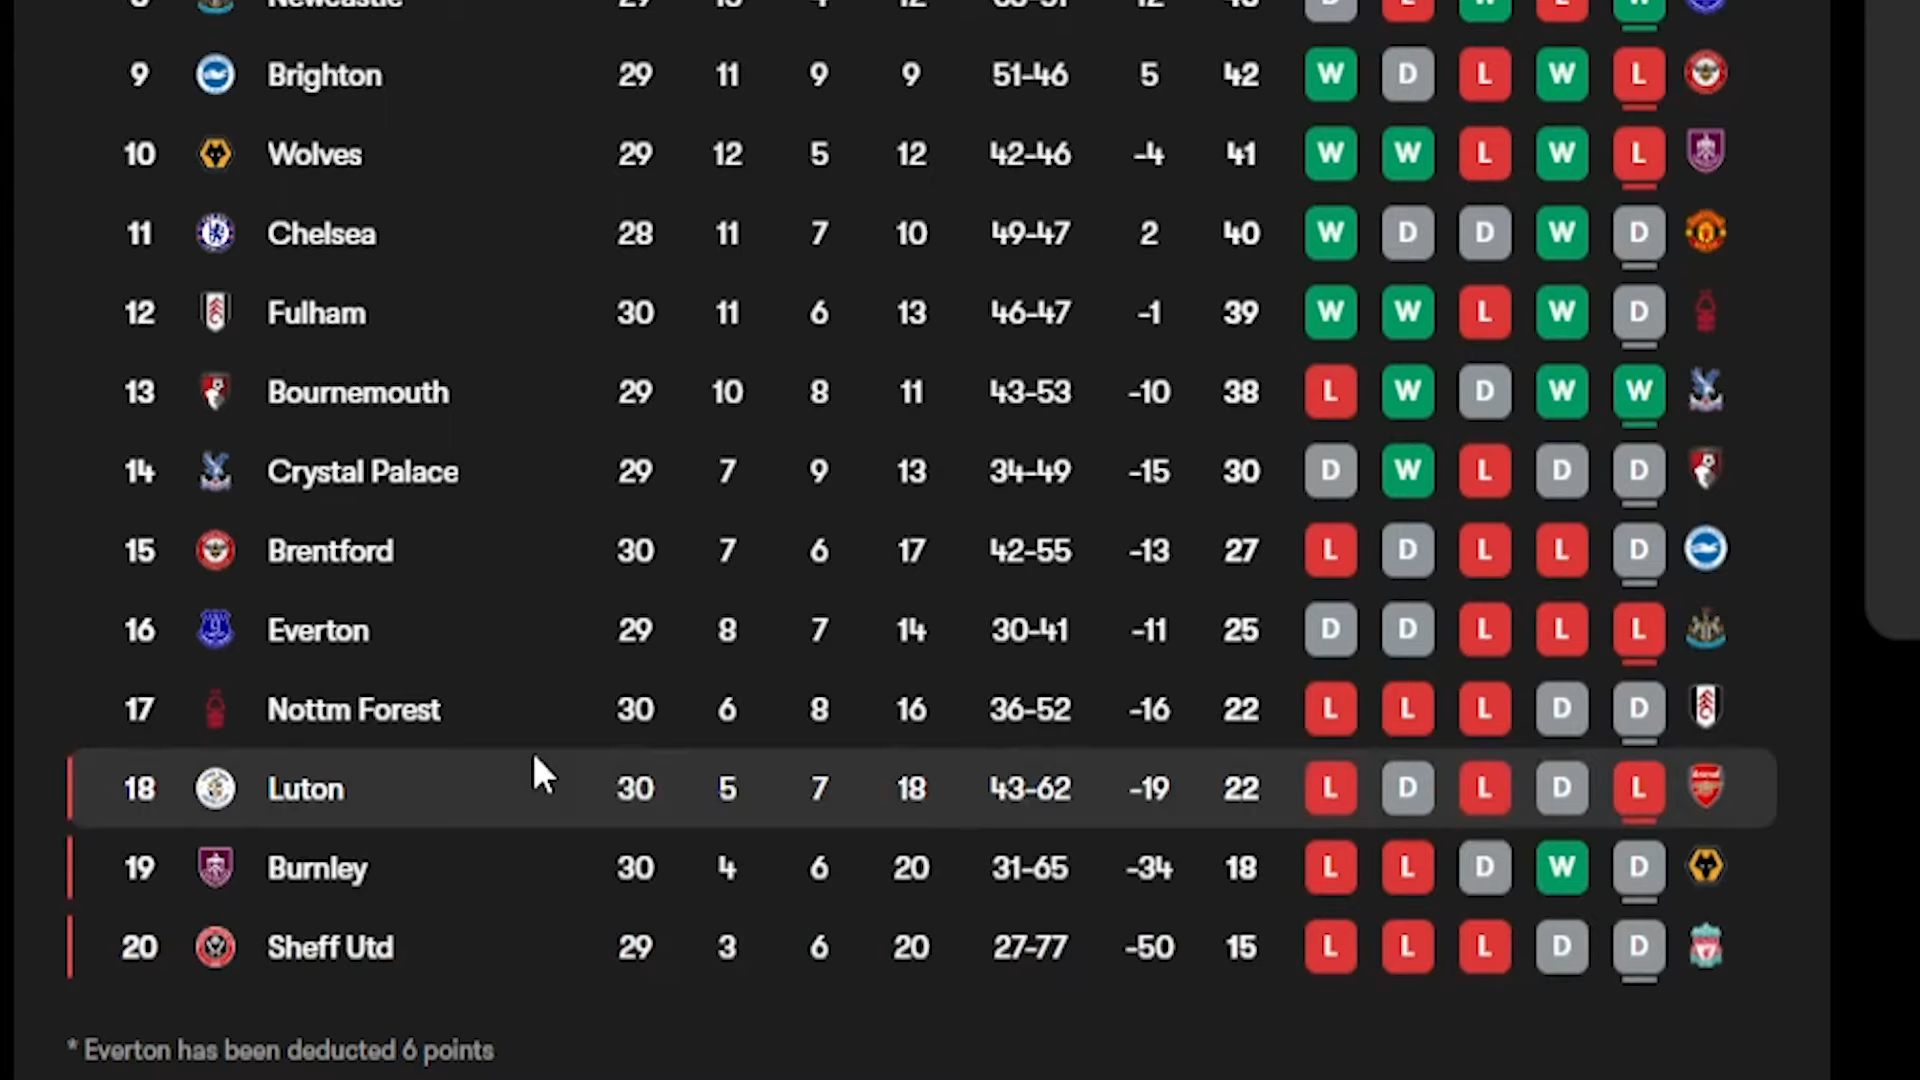 9 Brighton 29 11 9 9 51-46 5 42 W D L W L
10 Wolves 29 12 5 12 42-46 -4 41 W W L W L
11 Chelsea 28 11 7 10 49-47 2 40 W D D W D
12 Fulham 30 11 6 13 46-47 -1 39 W W L W D
13 Bournemouth 29 10 8 11 43-53 -10 38 L W D W W
14 Crystal Palace 29 7 9 13 34-49 -15 30 D W L D D
15 Brentford 30 7 6 17 42-55 -13 27 L D L L D
16 Everton 29 8 7 14 30-41 -11 25 D D L L L
17 Nottm Forest 30 6 8 16 36-52 -16 22 L L L D D
18 Luton 30 5 7 18 43-62 -19 22 L D L D L
19 Burnley 30 4 6 20 31-65 -34 18 L L D W D
20 Sheff Utd 29 3 6 20 27-77 -50 15 L L L D D
* Everton has been deducted 6 points